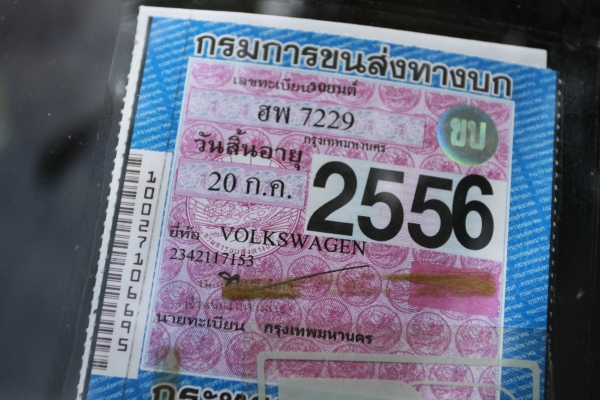 กรมการขนส่งทางบก
เลขทะเบียนรถยนต์
ฮพ 7229
ขบ
กรุงเทพมหานคร
วันสิ้นอายุ
20 ก.ค.
2556
ยี่ห้อ VOLKSWAGEN
2342117153
นายทะเบียน กรุงเทพมหานคร
1002710669 5